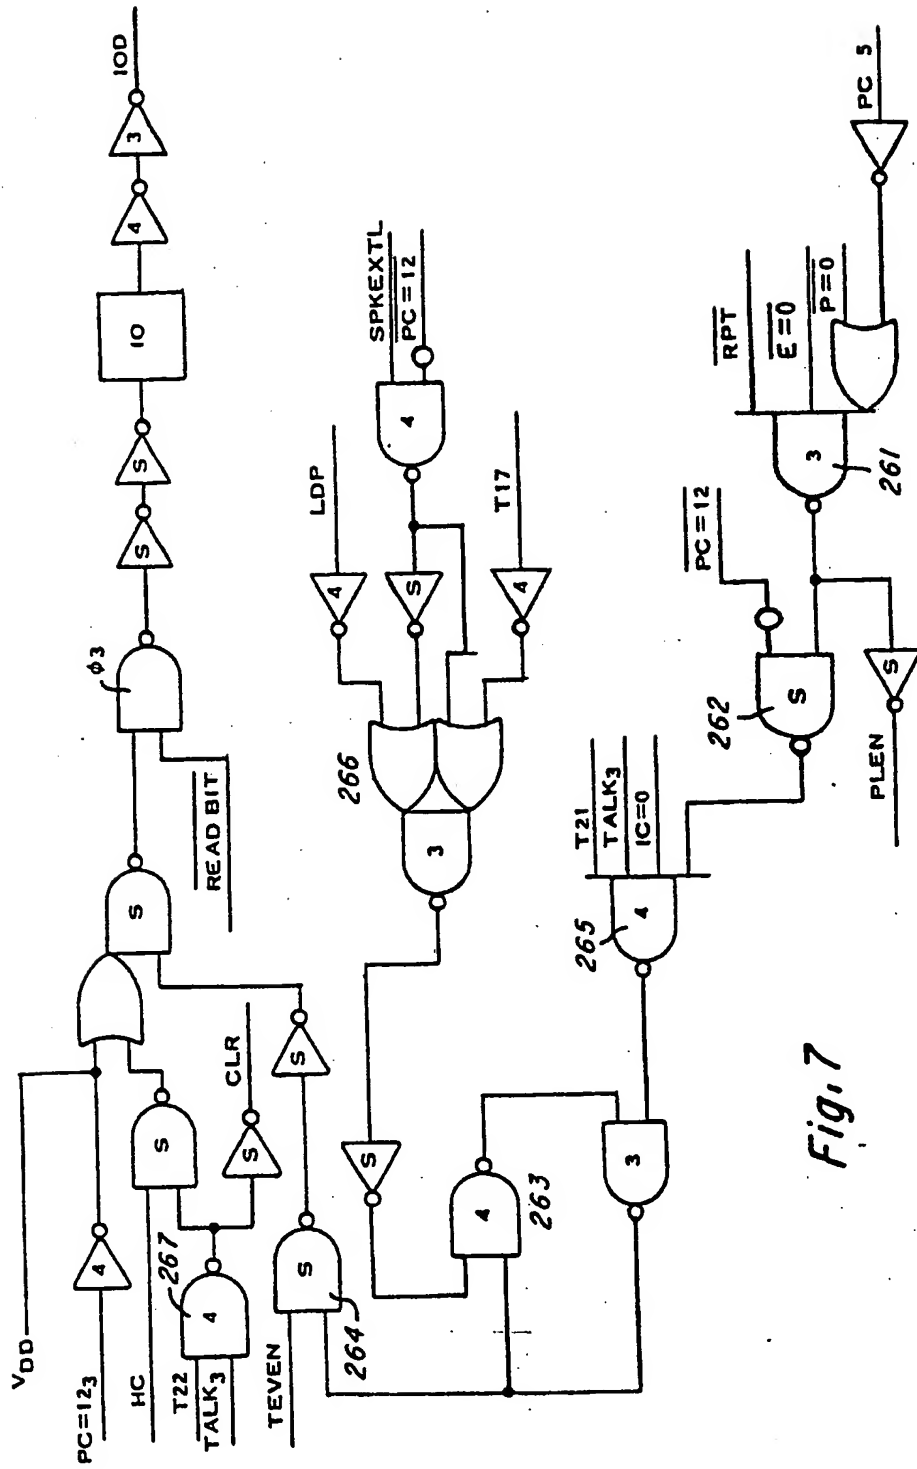 IOD
3
4
IO
S
S
Φ3
READ BIT
S
VDD
PC=12₃
4
HC
S
S
CLR
T22
TALK₃
4
267
TEVEN
S
264
S
SPKEXTL
PC=12
4
LDP
4
S
T17
4
266
3
S
4
263
3
T21
TALK₃
IC=0
4
265
PC=12
S
262
PLEN
S
RPT
E=0
P=0
3
261
PC 5
Fig. 7